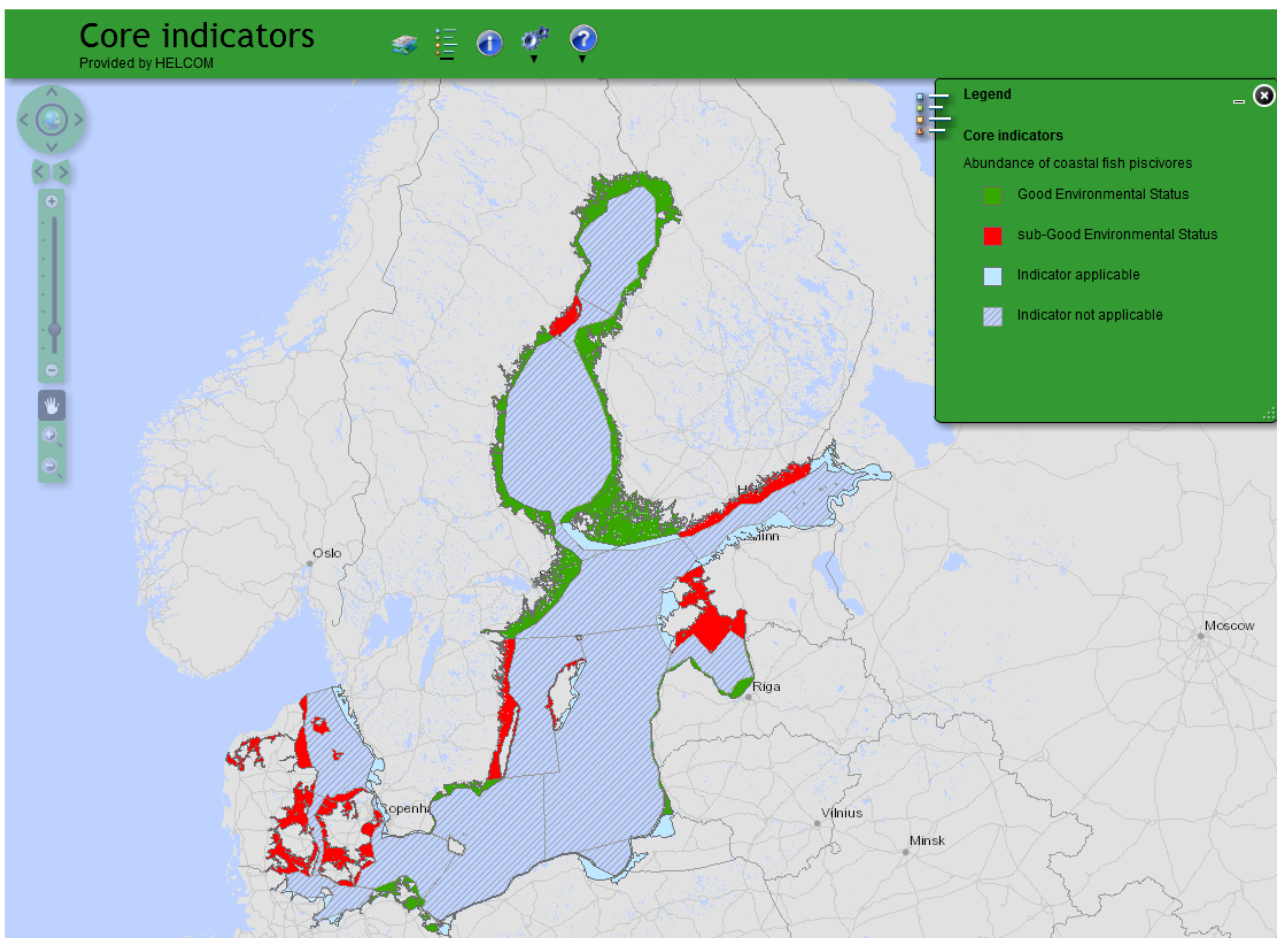 Core indicators
Provided by HELCOM
Legend
Core indicators
Abundance of coastal fish piscivores
Good Environmental Status
sub-Good Environmental Status
Indicator applicable
Indicator not applicable
Oslo
Moscow
Riga
Vilnius
Minsk